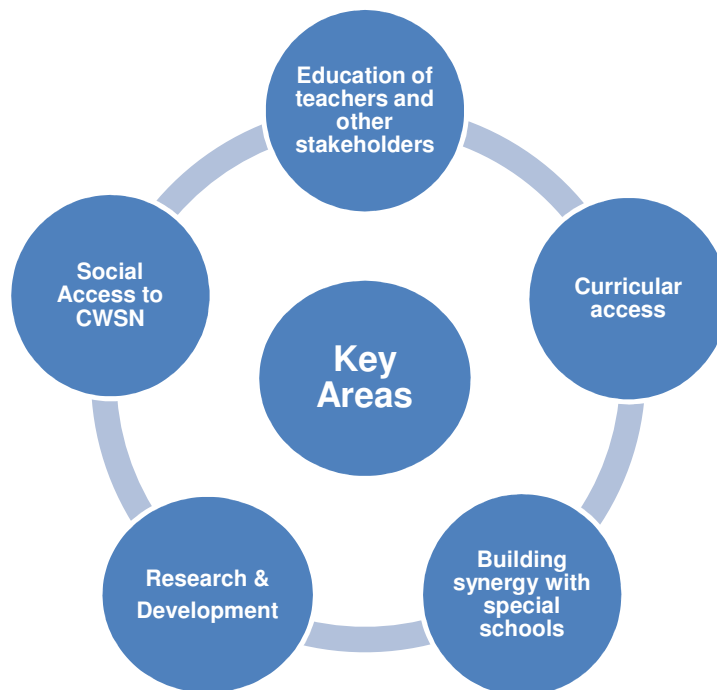 Education of
teachers and
other
stakeholders
Curricular
access
Building
synergy with
special
schools
Research &
Development
Social
Access to
CWSN
Key
Areas